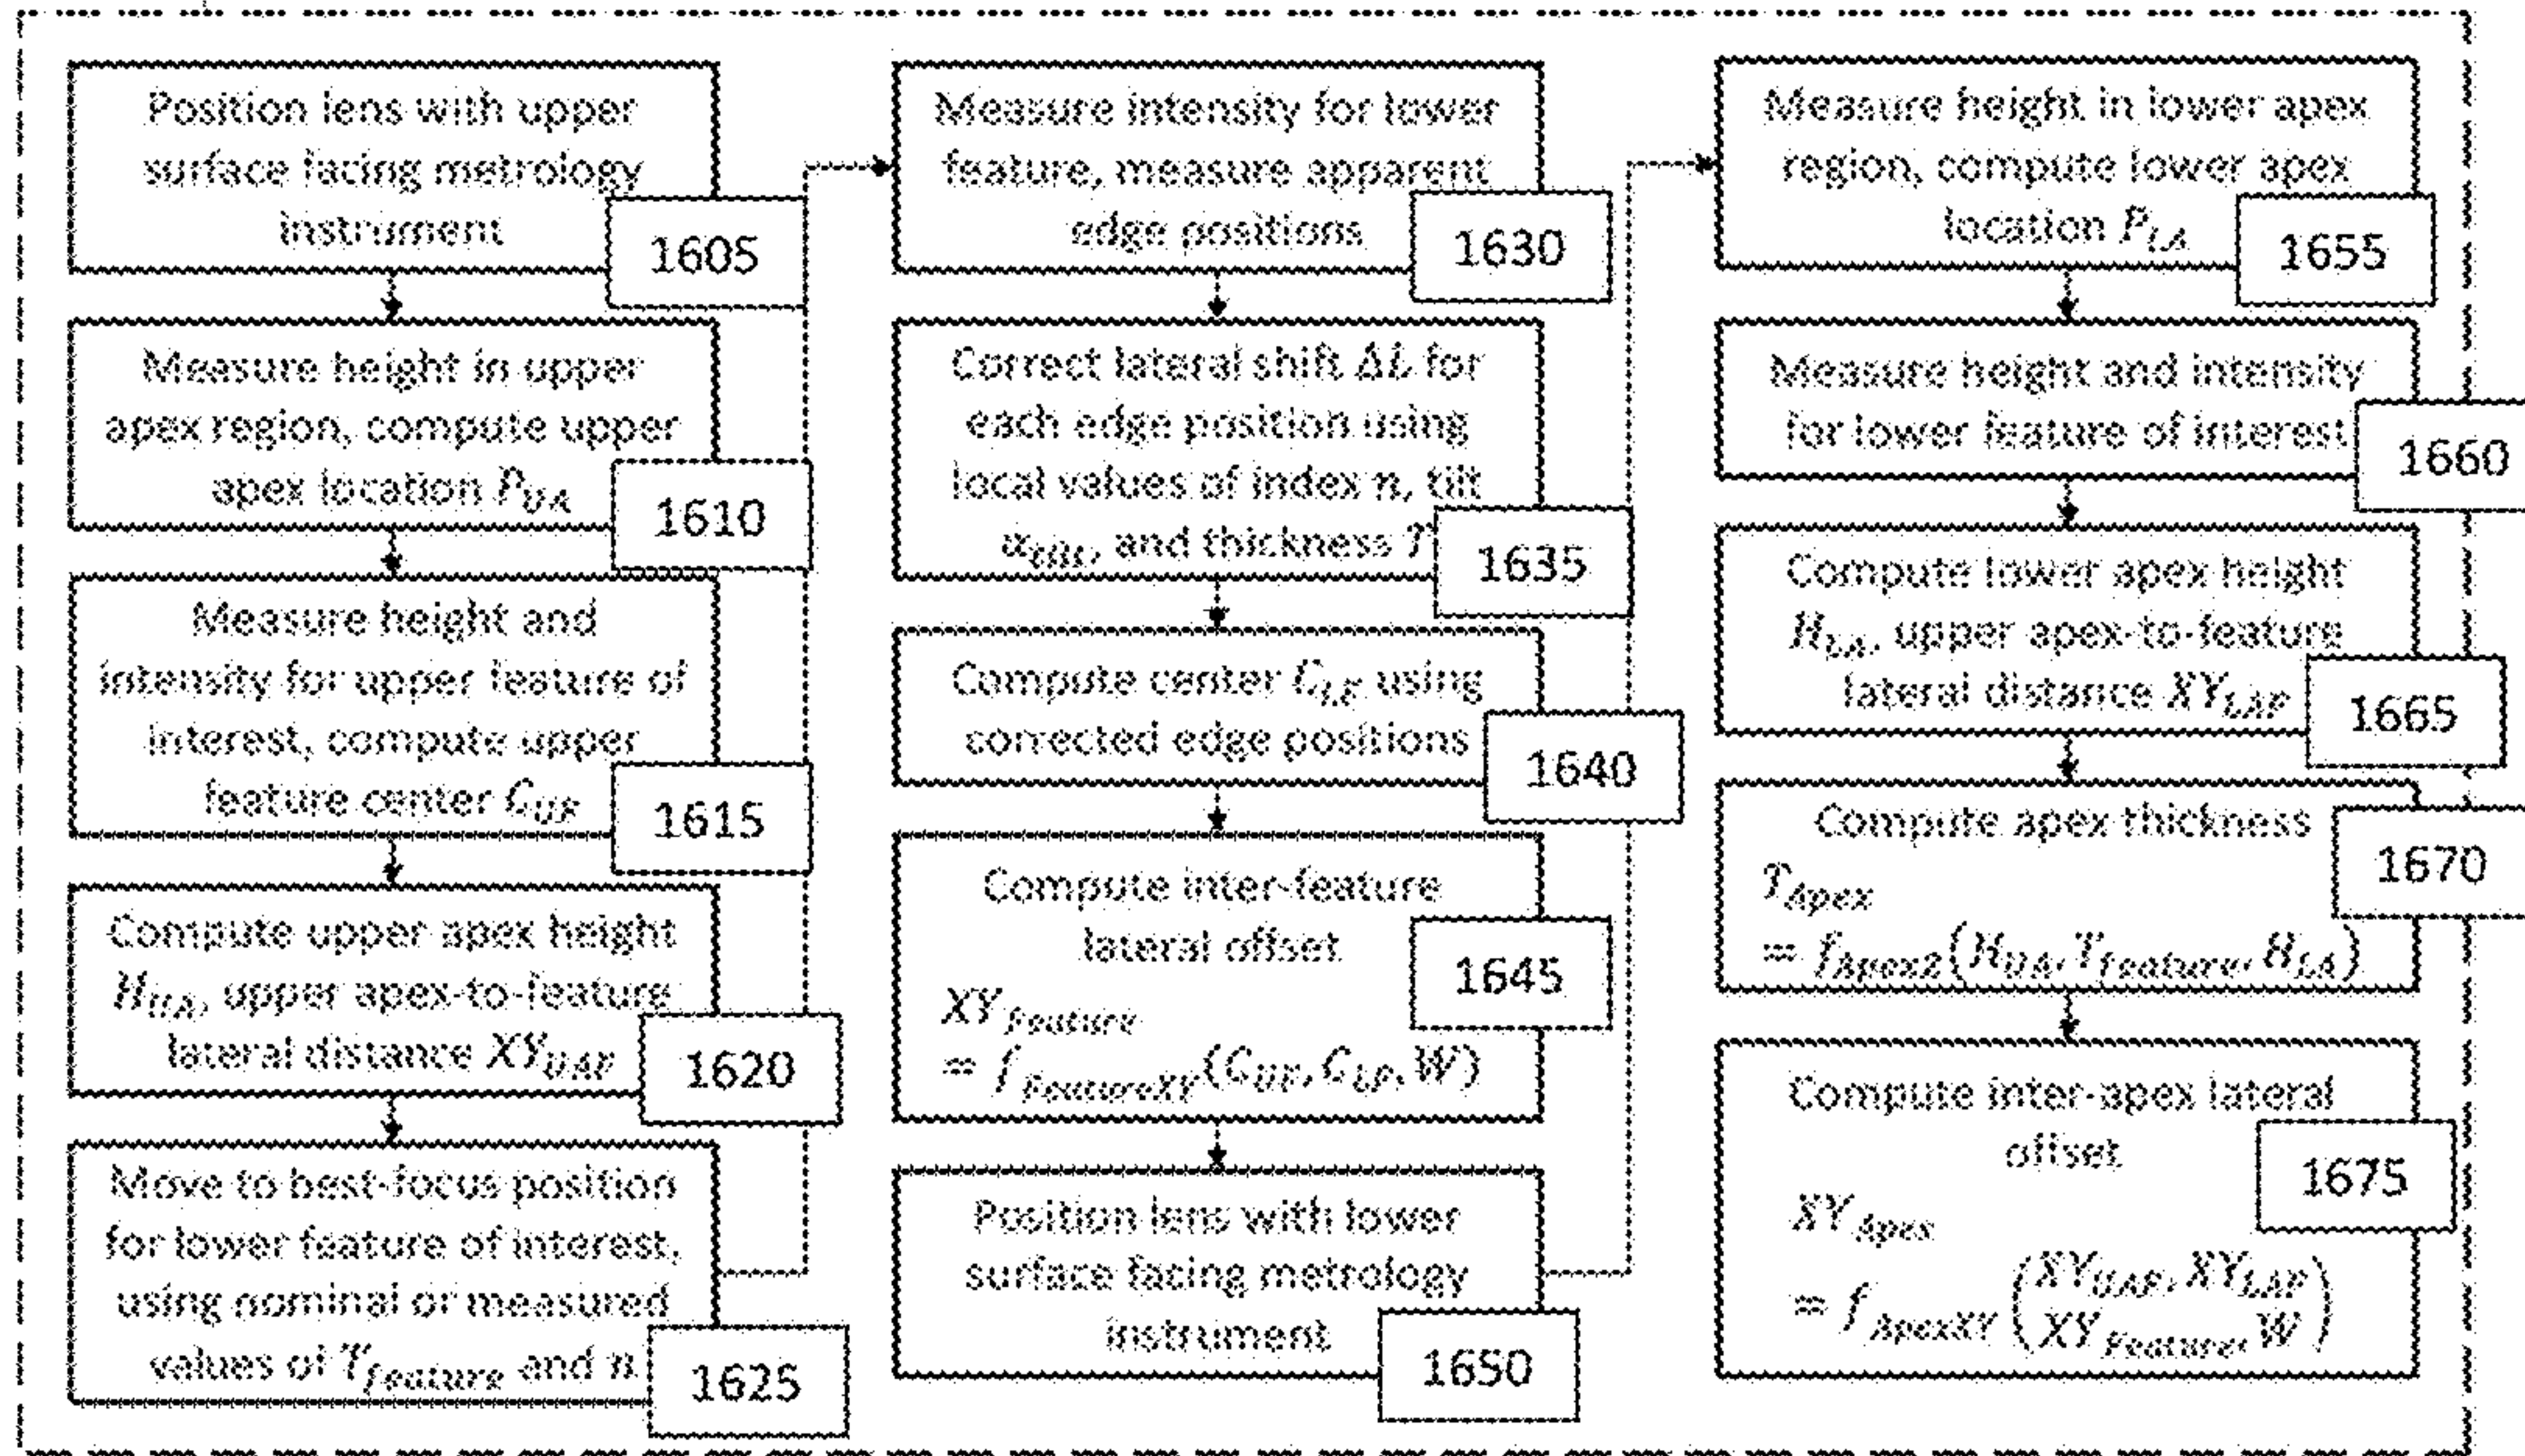 Position lens with upper
surface facing metrology
instrument
1605
Measure height in upper
apex region, compute upper
apex location P_UA
1610
Measure height and
intensity for upper feature of
interest, compute upper
feature center C_UF
1615
Compute upper apex height
H_UA, upper apex-to-feature
lateral distance XY_UAF
1620
Move to best-focus position
for lower feature of interest,
using nominal or measured
values of T_feature and n
1625
Measure intensity for lower
feature, measure apparent
edge positions
1630
Correct lateral shift ΔL for
each edge position using
local values of index n, tilt
α_tilt, and thickness T
1635
Compute center C_LF using
corrected edge positions
1640
Compute inter-feature
lateral offset
XY_Feature
= f_FeatureXY(C_UF, C_LF, W)
1645
Position lens with lower
surface facing metrology
instrument
1650
Measure height in lower apex
region, compute lower apex
location P_LA
1655
Measure height and intensity
for lower feature of interest
1660
Compute lower apex height
H_LA, upper apex-to-feature
lateral distance XY_LAF
1665
Compute apex thickness
T_Apex
= f_Apex2(H_UA, T_feature, H_LA)
1670
Compute inter-apex lateral
offset
XY_Apex
= f_ApexXY (XY_UAF, XY_LAF
XY_Feature, W)
1675